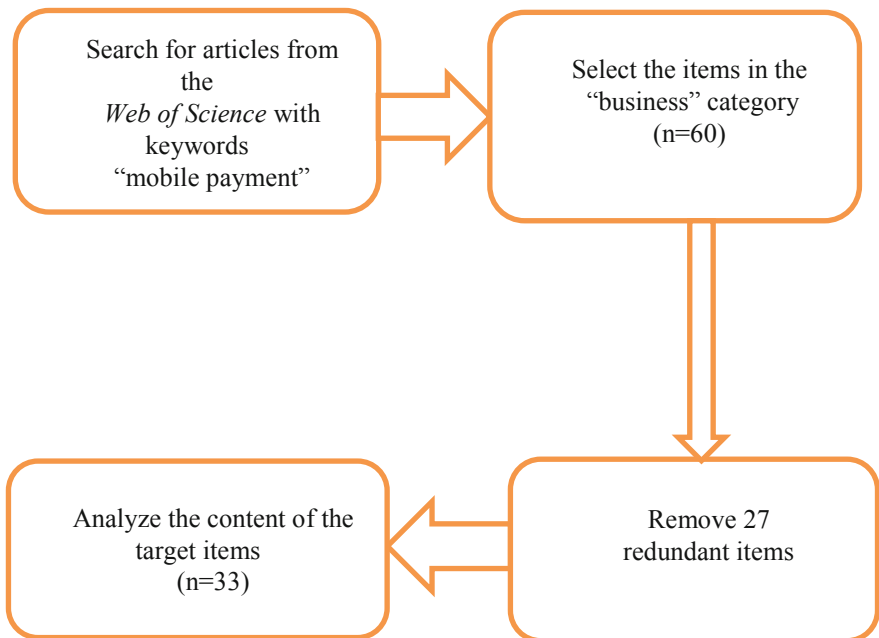 Search for articles from
the
Web of Science with
keywords
“mobile payment”
Select the items in the
“business” category
(n=60)
Remove 27
redundant items
Analyze the content of the
target items
(n=33)